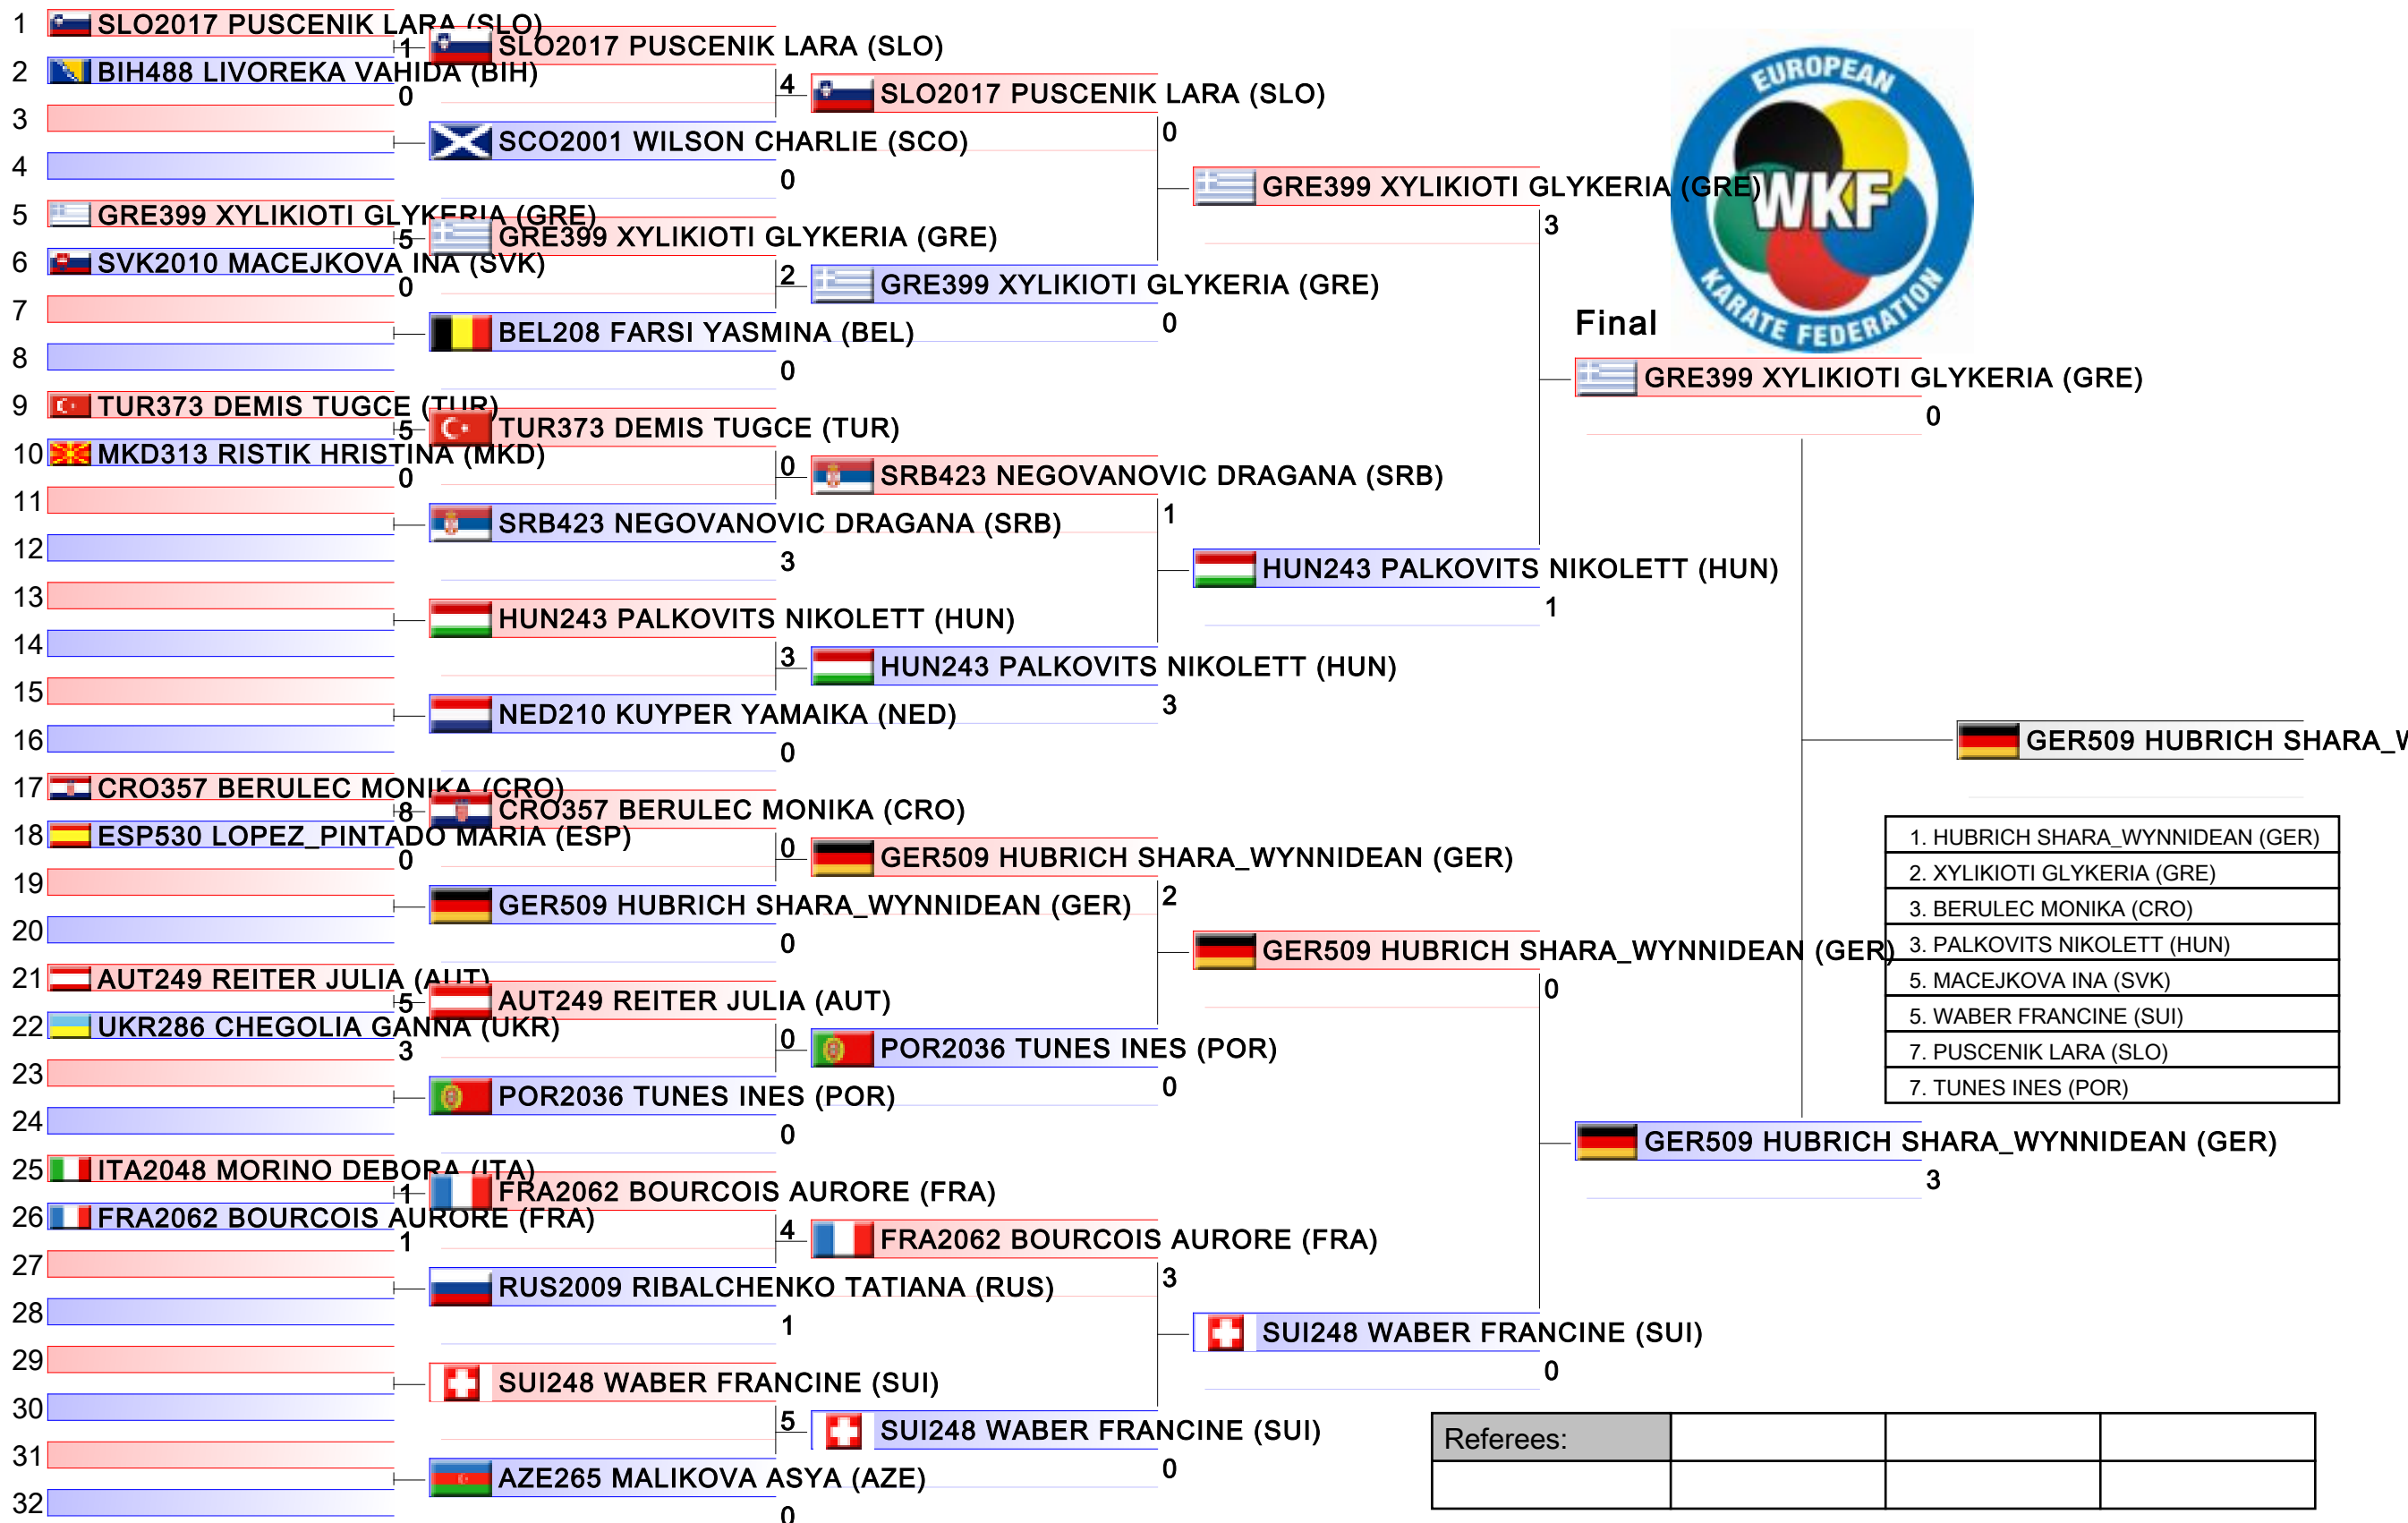 1 SLO2017 PUSCENIK LARA (SLO)
1
2 BIH488 LIVOREKA VAHIDA (BIH)
0
3
4
5 GRE399 XYLIKIOTI GLYKERIA (GRE)
5
6 SVK2010 MACEJKOVA INA (SVK)
0
7
8
9 TUR373 DEMIS TUGCE (TUR)
5
10 MKD313 RISTIK HRISTINA (MKD)
0
11
12
13
14
15
16
17 CRO357 BERULEC MONIKA (CRO)
8
18 ESP530 LOPEZ_PINTADO MARIA (ESP)
0
19
20
21 AUT249 REITER JULIA (AUT)
5
22 UKR286 CHEGOLIA GANNA (UKR)
3
23
24
25 ITA2048 MORINO DEBORA (ITA)
1
26 FRA2062 BOURCOIS AURORE (FRA)
1
27
28
29
30
31
32
SLO2017 PUSCENIK LARA (SLO)
4
SCO2001 WILSON CHARLIE (SCO)
0
GRE399 XYLIKIOTI GLYKERIA (GRE)
2
BEL208 FARSI YASMINA (BEL)
0
TUR373 DEMIS TUGCE (TUR)
0
SRB423 NEGOVANOVIC DRAGANA (SRB)
3
HUN243 PALKOVITS NIKOLETT (HUN)
3
NED210 KUYPER YAMAIKA (NED)
0
CRO357 BERULEC MONIKA (CRO)
0
GER509 HUBRICH SHARA_WYNNIDEAN (GER)
0
AUT249 REITER JULIA (AUT)
0
POR2036 TUNES INES (POR)
0
FRA2062 BOURCOIS AURORE (FRA)
4
RUS2009 RIBALCHENKO TATIANA (RUS)
1
SUI248 WABER FRANCINE (SUI)
5
AZE265 MALIKOVA ASYA (AZE)
0
SLO2017 PUSCENIK LARA (SLO)
0
GRE399 XYLIKIOTI GLYKERIA (GRE)
0
SRB423 NEGOVANOVIC DRAGANA (SRB)
1
HUN243 PALKOVITS NIKOLETT (HUN)
3
GER509 HUBRICH SHARA_WYNNIDEAN (GER)
2
POR2036 TUNES INES (POR)
0
FRA2062 BOURCOIS AURORE (FRA)
3
SUI248 WABER FRANCINE (SUI)
0
GRE399 XYLIKIOTI GLYKERIA (GRE)
3
HUN243 PALKOVITS NIKOLETT (HUN)
1
GER509 HUBRICH SHARA_WYNNIDEAN (GER)
0
SUI248 WABER FRANCINE (SUI)
0
EUROPEAN
WKF
KARATE FEDERATION
Final
GRE399 XYLIKIOTI GLYKERIA (GRE)
0
GER509 HUBRICH SHARA_WYNNIDEAN (GER)
3
GER509 HUBRICH SHARA_W
1. HUBRICH SHARA_WYNNIDEAN (GER)
2. XYLIKIOTI GLYKERIA (GRE)
3. BERULEC MONIKA (CRO)
3. PALKOVITS NIKOLETT (HUN)
5. MACEJKOVA INA (SVK)
5. WABER FRANCINE (SUI)
7. PUSCENIK LARA (SLO)
7. TUNES INES (POR)
Referees: